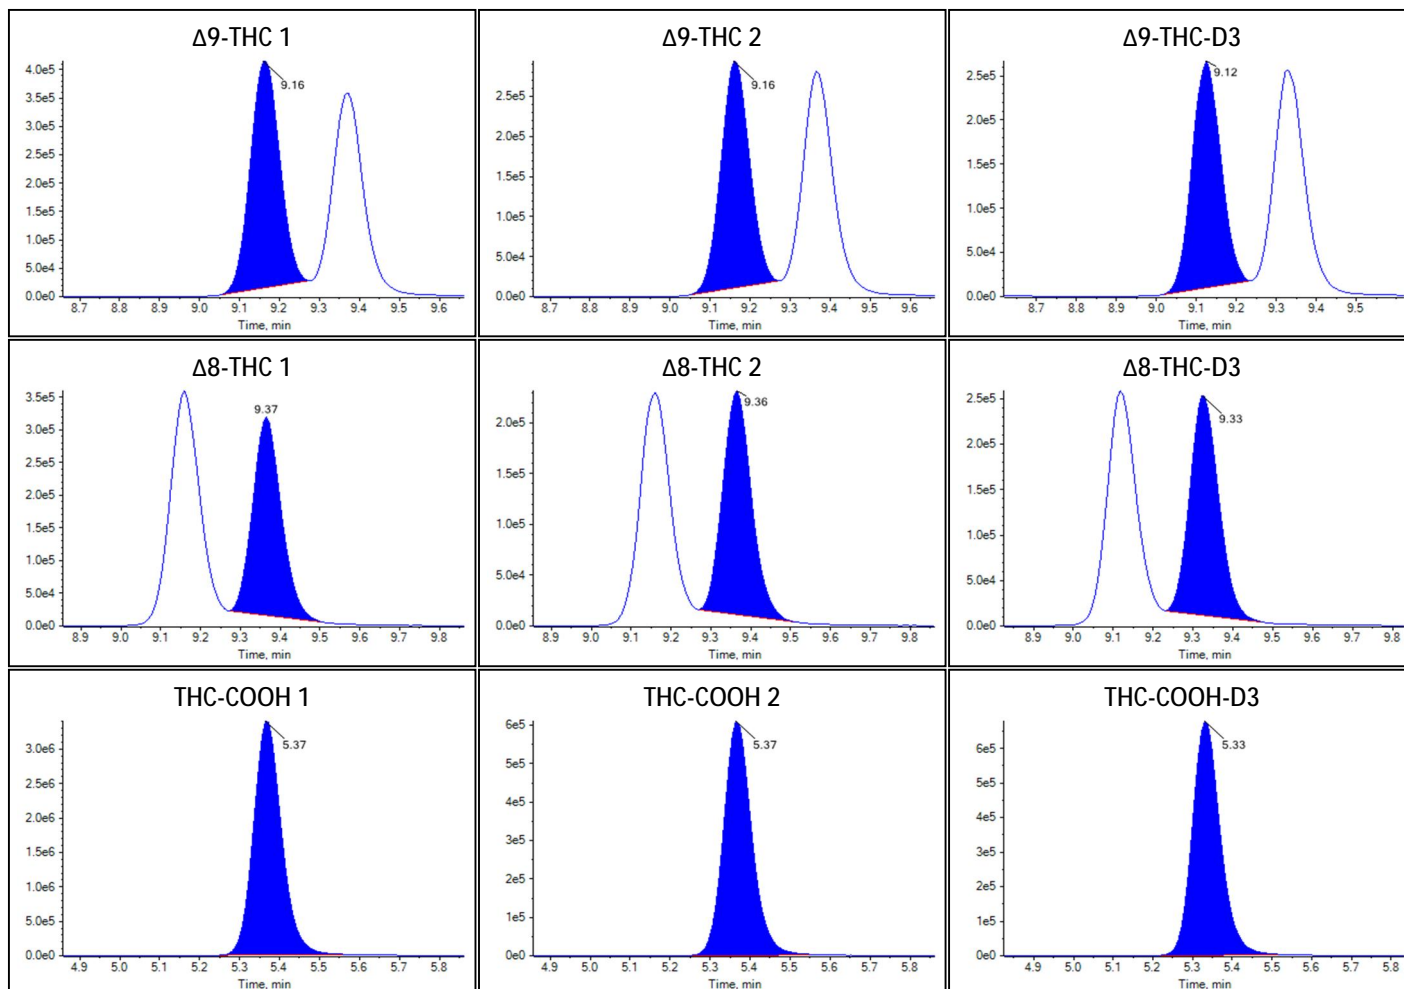 Δ9-THC 1
4.0e5
3.5e5
3.0e5
2.5e5
2.0e5
1.5e5
1.0e5
5.0e4
0.0e0
9.16
8.7 8.8 8.9 9.0 9.1 9.2 9.3 9.4 9.5 9.6
Time, min
Δ9-THC 2
2.5e5
2.0e5
1.5e5
1.0e5
5.0e4
0.0e0
9.16
8.7 8.8 8.9 9.0 9.1 9.2 9.3 9.4 9.5 9.6
Time, min
Δ9-THC-D3
2.5e5
2.0e5
1.5e5
1.0e5
5.0e4
0.0e0
9.12
8.7 8.8 8.9 9.0 9.1 9.2 9.3 9.4 9.5
Time, min
Δ8-THC 1
3.5e5
3.0e5
2.5e5
2.0e5
1.5e5
1.0e5
5.0e4
0.0e0
9.37
8.9 9.0 9.1 9.2 9.3 9.4 9.5 9.6 9.7 9.8
Time, min
Δ8-THC 2
2.0e5
1.5e5
1.0e5
5.0e4
0.0e0
9.36
8.9 9.0 9.1 9.2 9.3 9.4 9.5 9.6 9.7 9.8
Time, min
Δ8-THC-D3
2.5e5
2.0e5
1.5e5
1.0e5
5.0e4
0.0e0
9.33
8.9 9.0 9.1 9.2 9.3 9.4 9.5 9.6 9.7 9.8
Time, min
THC-COOH 1
3.0e6
2.5e6
2.0e6
1.5e6
1.0e6
5.0e5
0.0e0
5.37
4.9 5.0 5.1 5.2 5.3 5.4 5.5 5.6 5.7 5.8
Time, min
THC-COOH 2
6e5
5e5
4e5
3e5
2e5
1e5
0e0
5.37
4.9 5.0 5.1 5.2 5.3 5.4 5.5 5.6 5.7 5.8
Time, min
THC-COOH-D3
6e5
5e5
4e5
3e5
2e5
1e5
0e0
5.33
4.9 5.0 5.1 5.2 5.3 5.4 5.5 5.6 5.7 5.8
Time, min